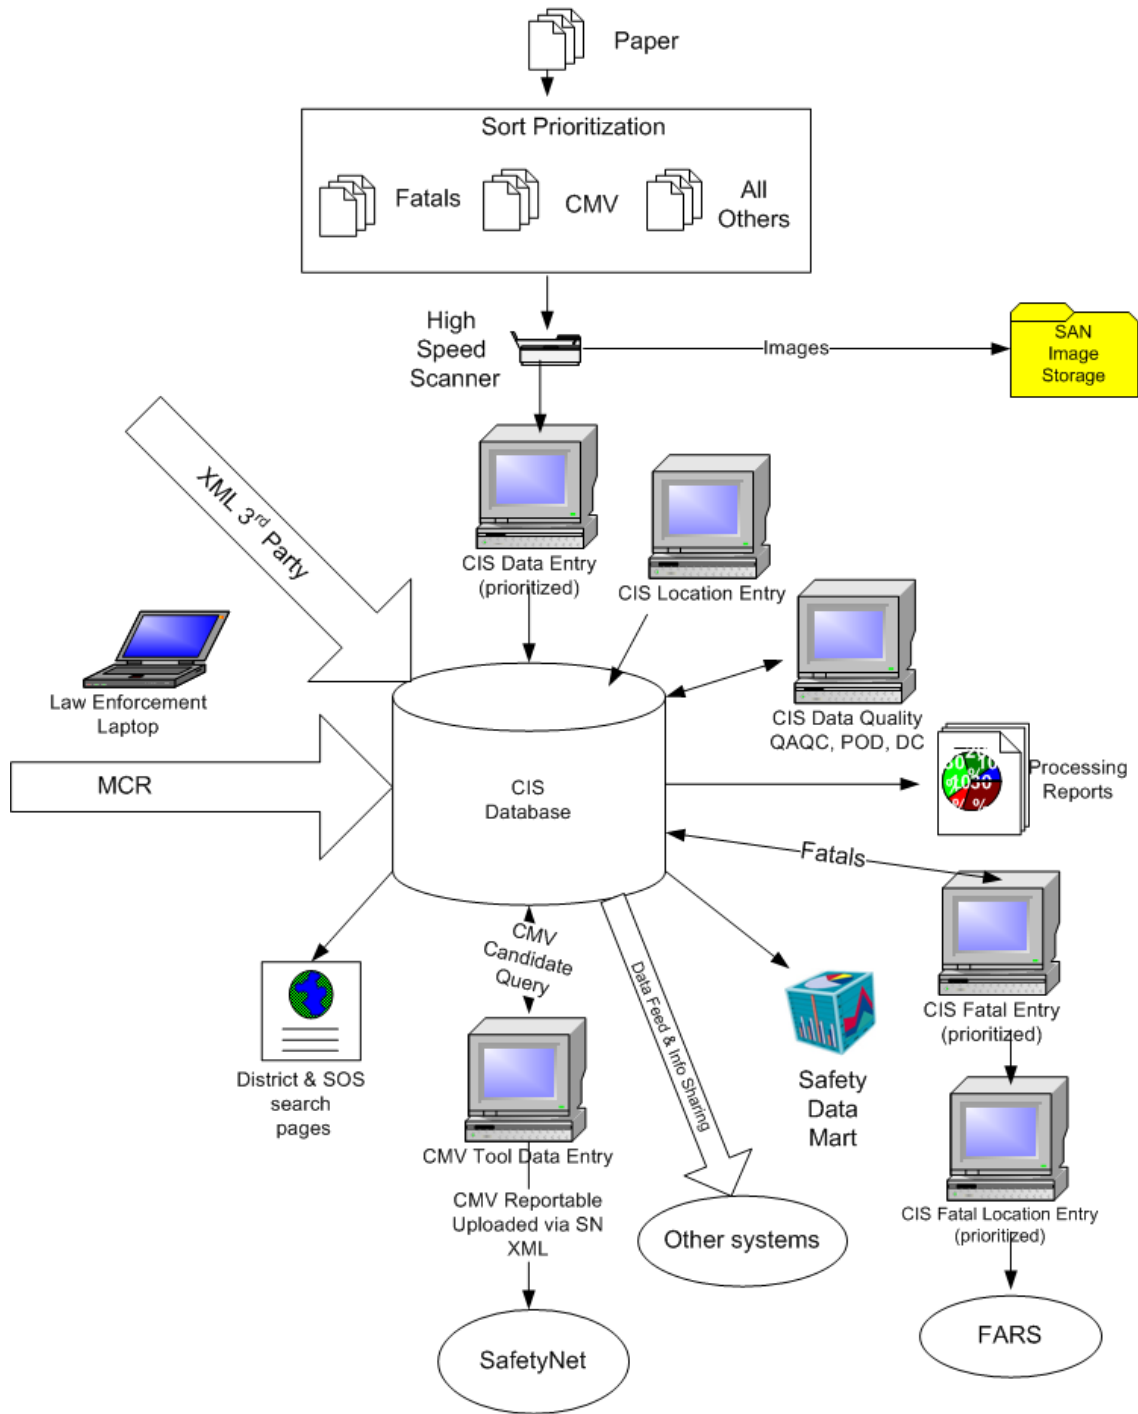 Paper
Sort Prioritization
Fatals
CMV
All
Others
High
Speed
Scanner
Images
SAN
Image
Storage
XML 3rd Party
CIS Data Entry
(prioritized)
CIS Location Entry
Law Enforcement
Laptop
CIS Data Quality
QAQC, POD, DC
MCR
CIS
Database
Processing
Reports
Fatals
CMV
Candidate
Query
Data Feed & Info Sharing
CIS Fatal Entry
(prioritized)
District & SOS
search
pages
Safety
Data
Mart
CMV Tool Data Entry
CMV Reportable
Uploaded via SN
XML
Other systems
CIS Fatal Location Entry
(prioritized)
SafetyNet
FARS